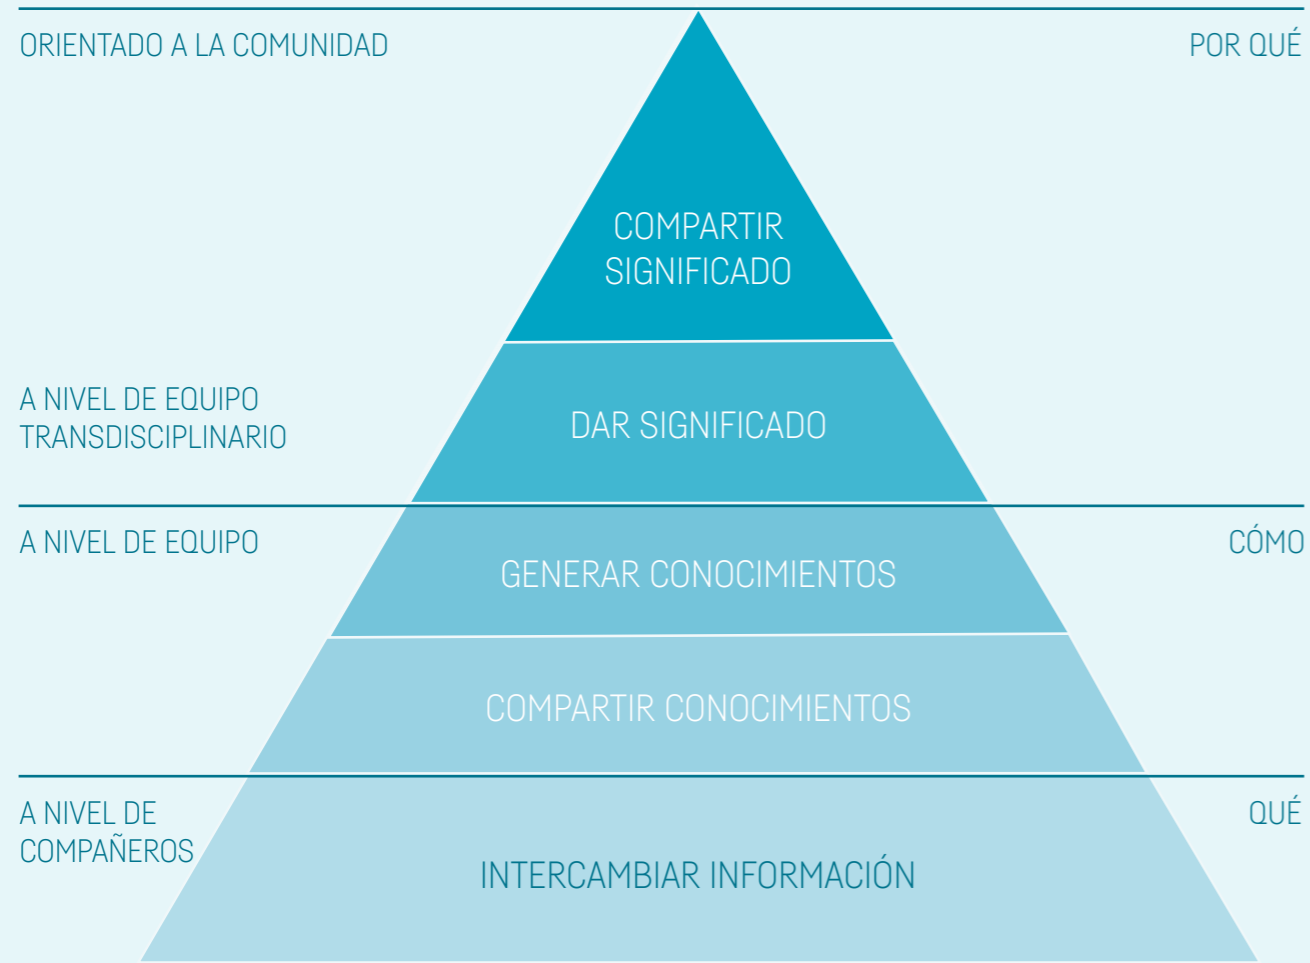 ORIENTADO A LA COMUNIDAD
POR QUÉ
COMPARTIR
SIGNIFICADO
A NIVEL DE EQUIPO
TRANSDISCIPLINARIO
DAR SIGNIFICADO
A NIVEL DE EQUIPO
CÓMO
GENERAR CONOCIMIENTOS
COMPARTIR CONOCIMIENTOS
A NIVEL DE
COMPAÑEROS
QUÉ
INTERCAMBIAR INFORMACIÓN